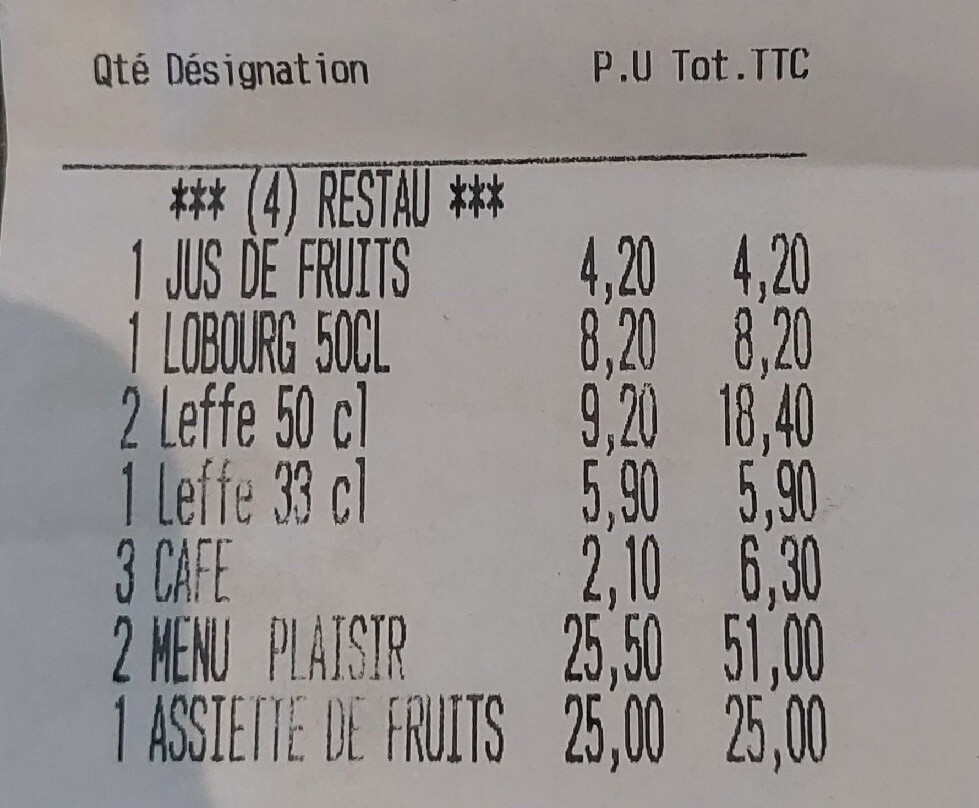 Qté Désignation P.U Tot.TTC
*** (4) RESTAU ***
1 JUS DE FRUITS 4,20 4,20
1 LOBOURG 50CL 8,20 8,20
2 Leffe 50 cl 9,20 18,40
1 Leffe 33 cl 5,90 5,90
3 CAFE 2,10 6,30
2 MENU PLAISIR 25,50 51,00
1 ASSIETTE DE FRUITS 25,00 25,00